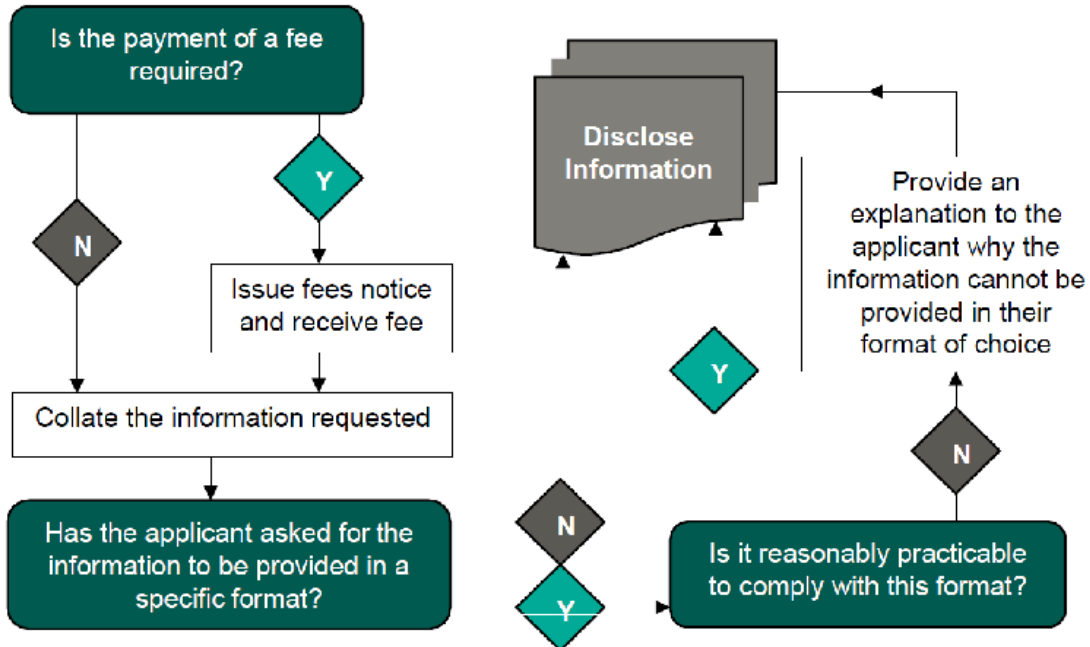 Is the payment of a fee
required?
Y
N
Issue fees notice
and receive fee
Collate the information requested
Has the applicant asked for the
information to be provided in a
specific format?
N
Y
Is it reasonably practicable
to comply with this format?
Y
N
Provide an
explanation to the
applicant why the
information cannot be
provided in their
format of choice
Disclose
Information